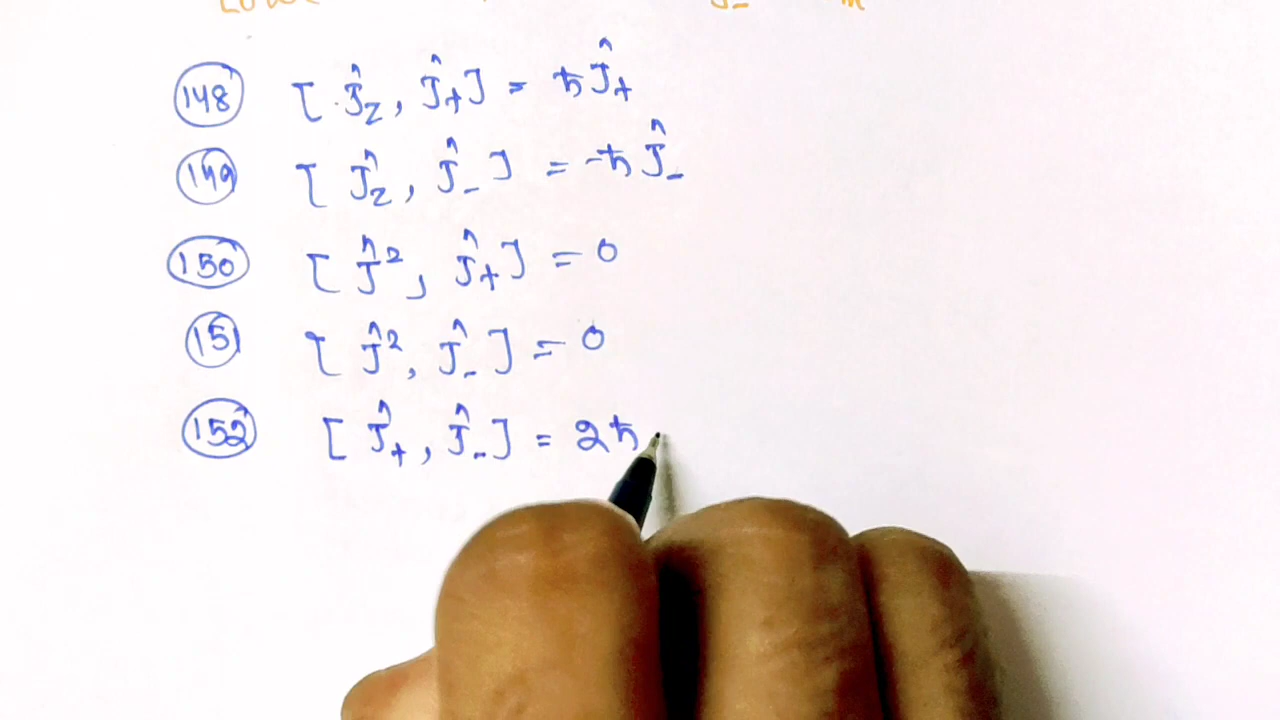 (148) [Ĵz, Ĵ+] = ħĴ+
(149) [Ĵz, Ĵ-] = -ħĴ-
(150) [Ĵ², Ĵ+] = 0
(151) [Ĵ², Ĵ-] = 0
(152) [Ĵ+, Ĵ-] = 2ħ